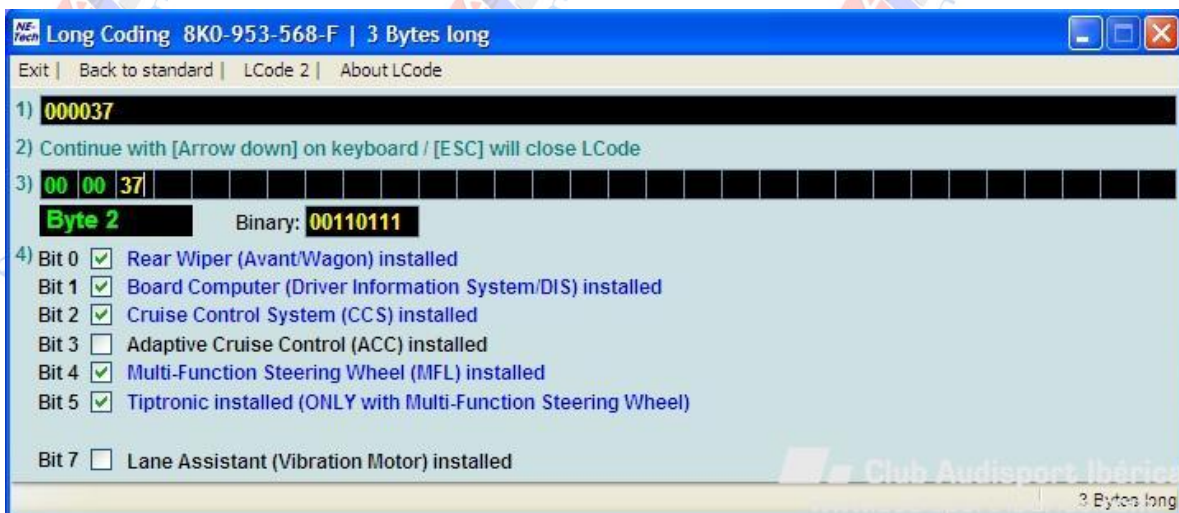 NE-Tech Long Coding 8K0-953-568-F | 3 Bytes long
Exit | Back to standard | LCode 2 | About LCode
1) 000037
2) Continue with [Arrow down] on keyboard / [ESC] will close LCode
3) 00 00 37
Byte 2 Binary: 00110111
4) Bit 0 Rear Wiper (Avant/Wagon) installed
Bit 1 Board Computer (Driver Information System/DIS) installed
Bit 2 Cruise Control System (CCS) installed
Bit 3 Adaptive Cruise Control (ACC) installed
Bit 4 Multi-Function Steering Wheel (MFL) installed
Bit 5 Tiptronic installed (ONLY with Multi-Function Steering Wheel)
Bit 7 Lane Assistant (Vibration Motor) installed
Club Audisport Ibérica
3 Bytes long